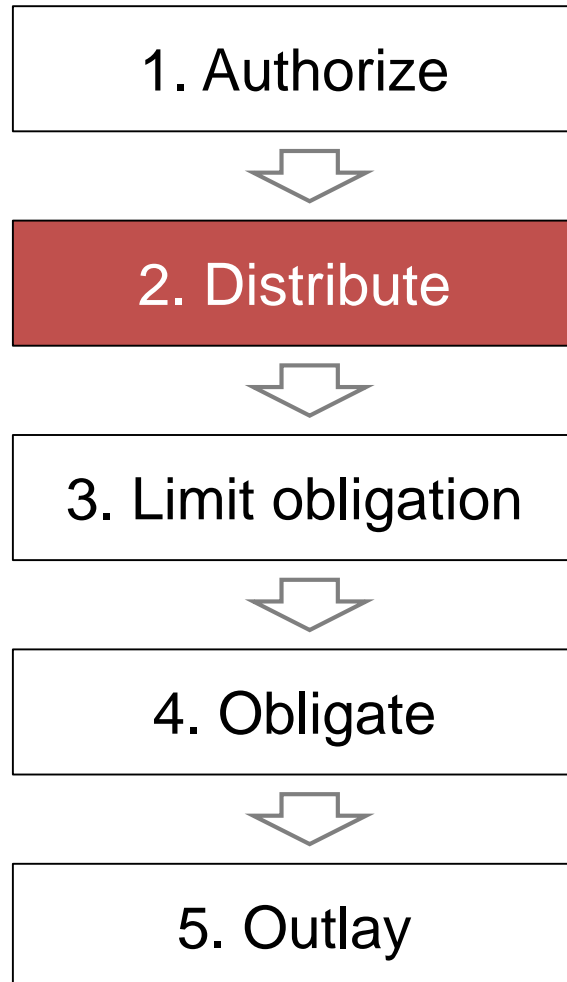 1. Authorize
2. Distribute
3. Limit obligation
4. Obligate
5. Outlay